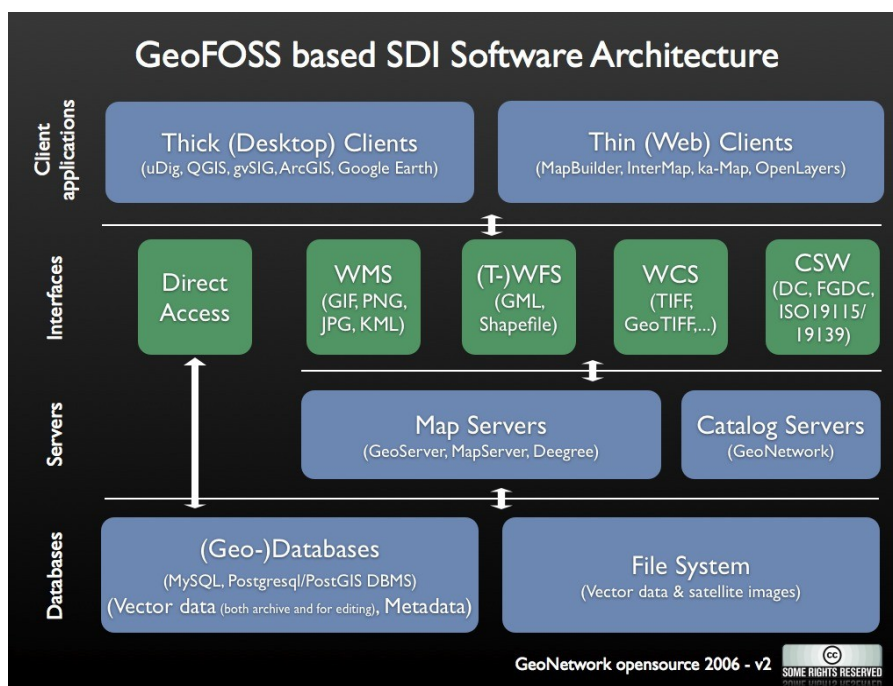 GeoFOSS based SDI Software Architecture
Client
applications
Thick (Desktop) Clients
(uDig, QGIS, gvSIG, ArcGIS, Google Earth)
Thin (Web) Clients
(MapBuilder, InterMap, ka-Map, OpenLayers)
Interfaces
Direct
Access
WMS
(GIF, PNG,
JPG, KML)
(T-)WFS
(GML,
Shapefile)
WCS
(TIFF,
GeoTIFF,...)
CSW
(DC, FGDC,
ISO19115/
19139)
Servers
Map Servers
(GeoServer, MapServer, Deegree)
Catalog Servers
(GeoNetwork)
Databases
(Geo-)Databases
(MySQL, Postgresql/PostGIS DBMS)
(Vector data (both archive and for editing), Metadata)
File System
(Vector data & satellite images)
GeoNetwork opensource 2006 - v2
cc
SOME RIGHTS RESERVED